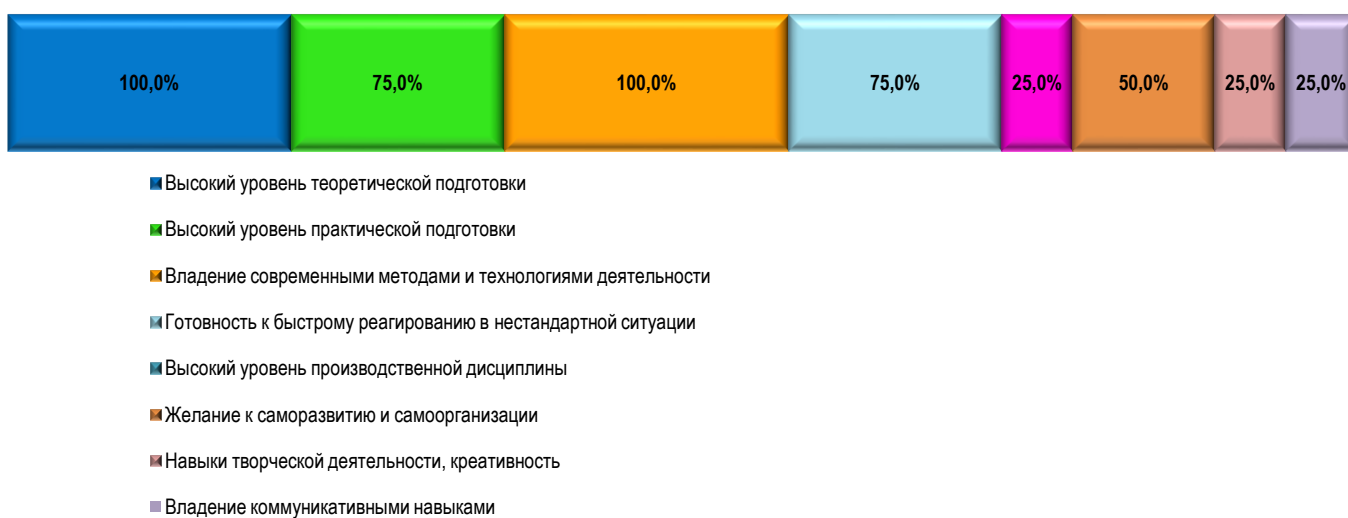 100,0% 75,0% 100,0% 75,0% 25,0% 50,0% 25,0% 25,0%
Высокий уровень теоретической подготовки
Высокий уровень практической подготовки
Владение современными методами и технологиями деятельности
Готовность к быстрому реагированию в нестандартной ситуации
Высокий уровень производственной дисциплины
Желание к саморазвитию и самоорганизации
Навыки творческой деятельности, креативность
Владение коммуникативными навыками